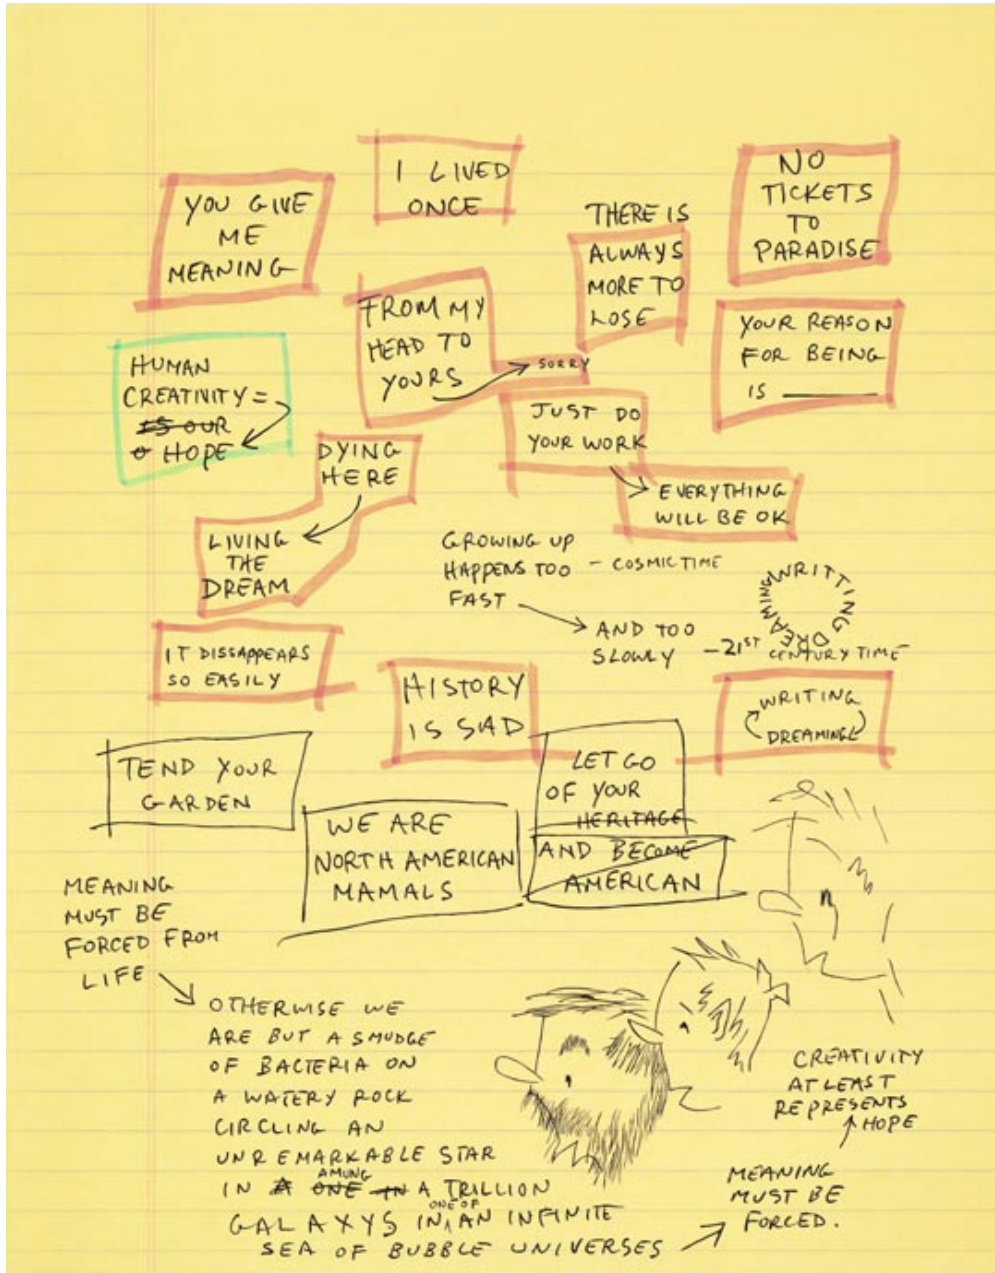 YOU GIVE
ME
MEANING
I LIVED
ONCE
THERE IS
ALWAYS
MORE TO
LOSE
NO
TICKETS
TO
PARADISE
FROM MY
HEAD TO
YOURS
SORRY
YOUR REASON
FOR BEING
IS
HUMAN
CREATIVITY =
IS OUR
HOPE
JUST DO
YOUR WORK
EVERYTHING
WILL BE OK
DYING
HERE
LIVING
THE
DREAM
GROWING UP
HAPPENS TOO - COSMIC TIME
FAST
AND TOO
SLOWLY - 21ST CENTURY TIME
WRITTING DREAMING
IT DISSAPPEARS
SO EASILY
HISTORY
IS SAD
WRITING
DREAMING
TEND YOUR
GARDEN
WE ARE
NORTH AMERICAN
MAMALS
LET GO
OF YOUR
HERITAGE
AND BECOME
AMERICAN
MEANING
MUST BE
FORCED FROM
LIFE
OTHERWISE WE
ARE BUT A SMUDGE
OF BACTERIA ON
A WATERY ROCK
CIRCLING AN
UNREMARKABLE STAR
IN A ONE IN AMUNG A TRILLION
GALAXYS IN ONE OF AN INFINITE
SEA OF BUBBLE UNIVERSES
MEANING
MUST BE
FORCED.
CREATIVITY
AT LEAST
REPRESENTS
HOPE